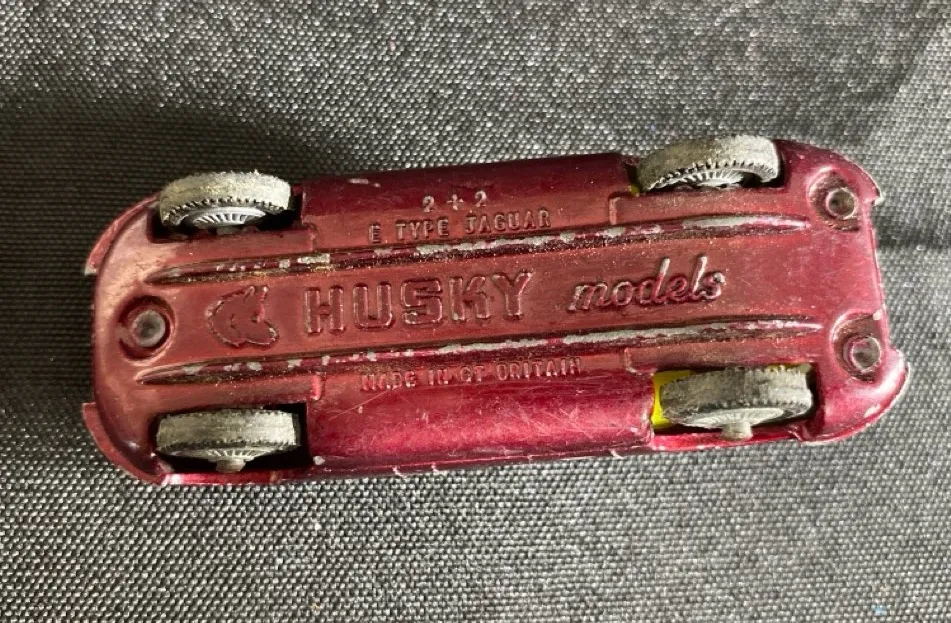 2 + 2
E TYPE JAGUAR
HUSKY models
MADE IN GT BRITAIN